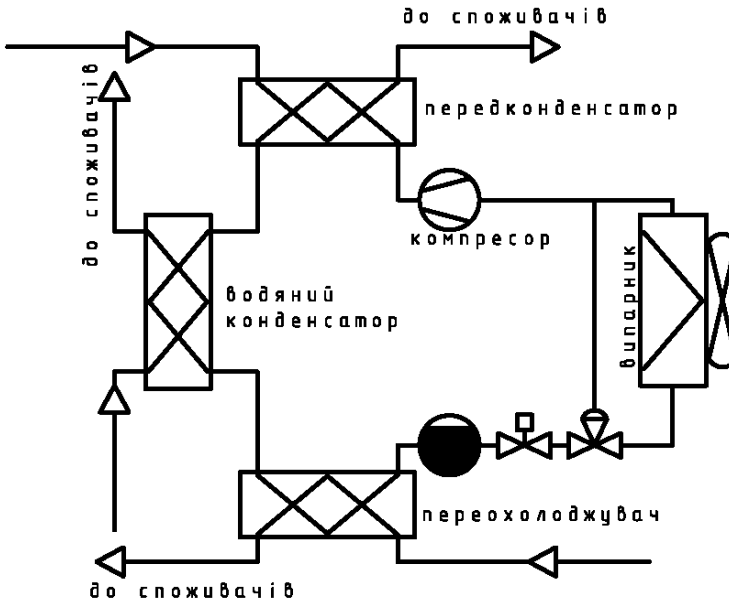 до споживачів
до споживачів
передконденсатор
компресор
водяний
конденсатор
випарник
переохолоджувач
до споживачів